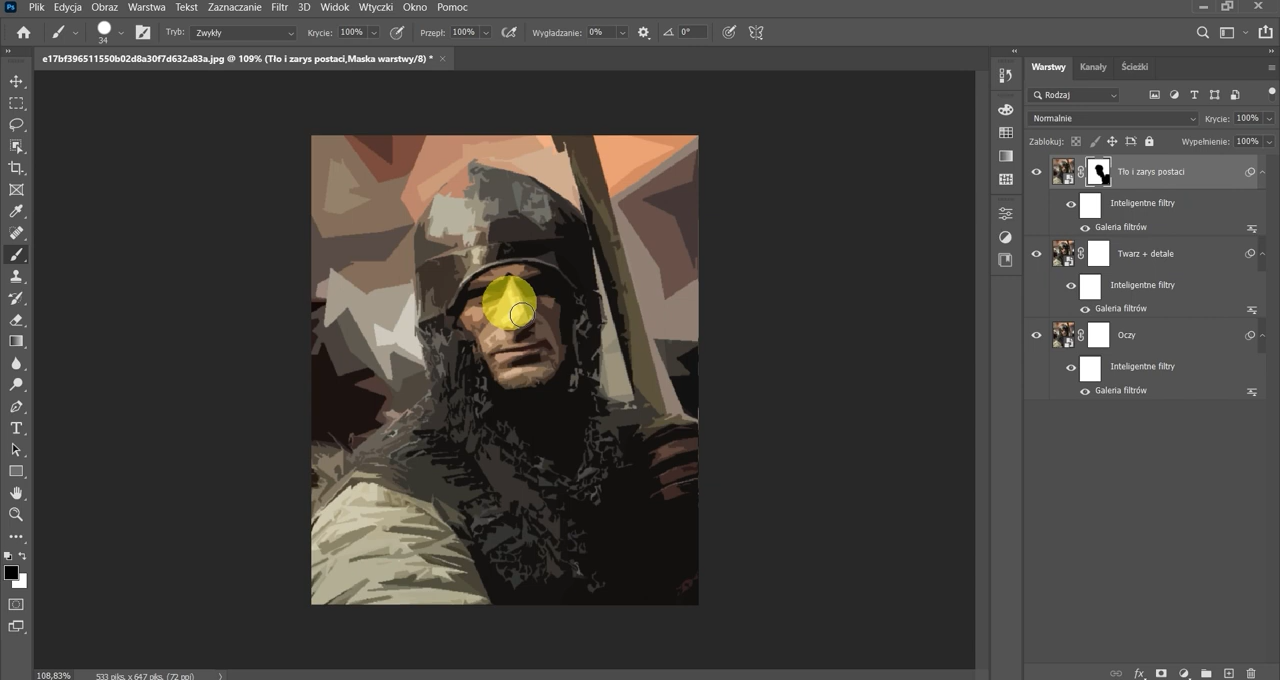 Ps Plik Edycja Obraz Warstwa Tekst Zaznaczanie Filtr 3D Widok Wtyczki Okno Pomoc
34 Tryb: Zwykły Krycie: 100% Przepł: 100% Wygładzanie: 0% 0°
e17bf396511550b02d8a30f7d632a83a.jpg @ 109% (Tło i zarys postaci,Maska warstwy/8) *
Warstwy Kanały Ścieżki
Rodzaj
Normalnie Krycie: 100%
Zablokuj: Wypełnienie: 100%
Tło i zarys postaci
Inteligentne filtry
Galeria filtrów
Twarz + detale
Inteligentne filtry
Galeria filtrów
Oczy
Inteligentne filtry
Galeria filtrów
108,83% 533 piks. x 647 piks. (72 ppi)